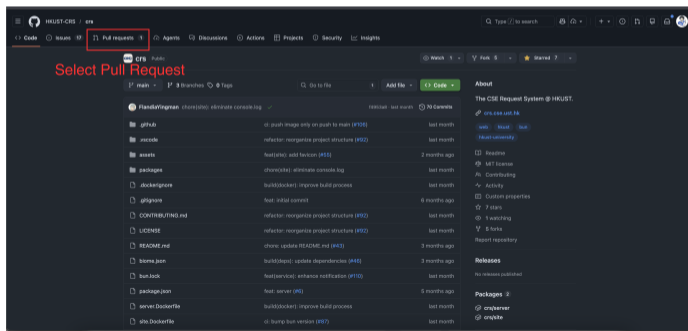 HKUST-CRS / crs
Type / to search
Code Issues 17 Pull requests 1 Agents Discussions Actions Projects Security Insights
Select Pull Request
crs Public
Watch 1 Fork 5 Starred 7
main 3 Branches 0 Tags Go to file Add file Code
About
The CSE Request System @ HKUST.
crs.cse.ust.hk
web hkust bun
hkust-university
Readme
MIT license
Contributing
Activity
Custom properties
7 stars
1 watching
5 forks
Report repository
Releases
No releases published
Packages 2
crs/server
crs/site
FlandiaYingman chore(site): eliminate console.log last month 70 Commits
.github ci: push image only on push to main last month
.vscode refactor: reorganize project structure (#92) last month
assets feat(site): add favicon 2 months ago
packages chore(site): eliminate console.log last month
.dockerignore build(docker): improve build process last month
.gitignore feat: initial commit 6 months ago
CONTRIBUTING.md refactor: reorganize project structure (#92) last month
LICENSE refactor: reorganize project structure (#92) last month
README.md chore: update README.md (#43) 3 months ago
biome.json build(deps): update dependencies 3 months ago
bun.lock feat(service): enhance notification (#110) last month
package.json feat: server 5 months ago
server.Dockerfile build(docker): improve build process last month
site.Dockerfile ci: bump bun version last month